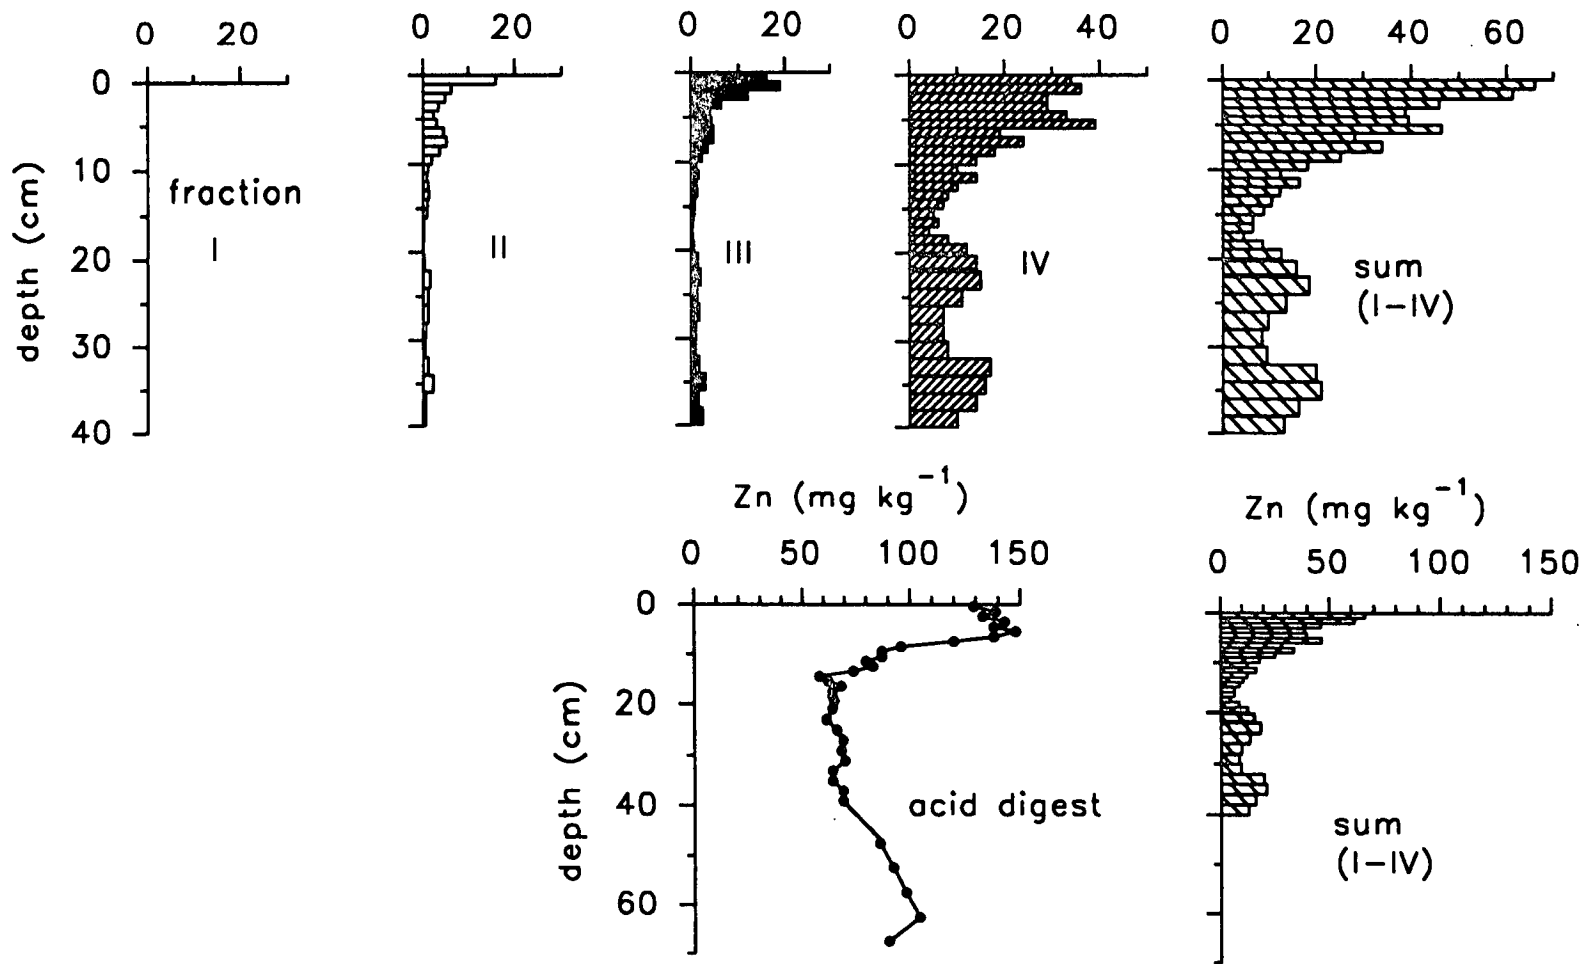 0 20 0 20 0 20 0 20 40 0 20 40 60
0
10
20
30
40
depth (cm)
fraction
I
II
III
IV
sum
(I-IV)
Zn (mg kg⁻¹)
0 50 100 150
0
20
40
60
depth (cm)
acid digest
Zn (mg kg⁻¹)
0 50 100 150
sum
(I-IV)